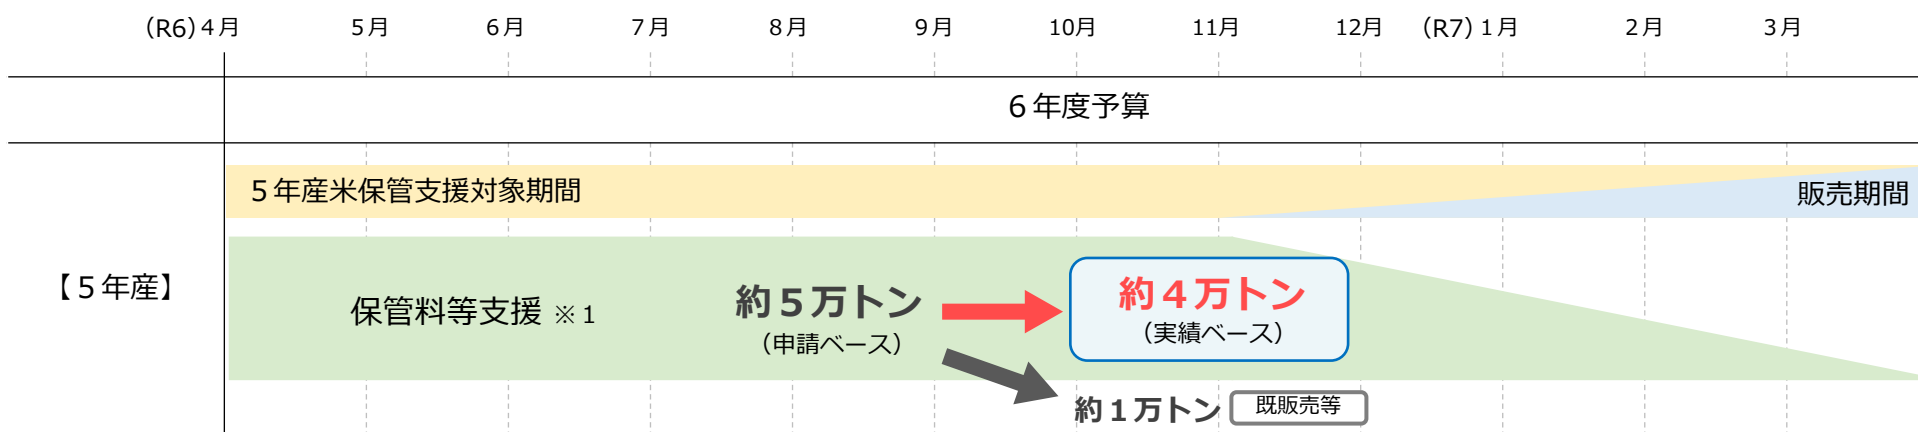 (R6) 4月 5月 6月 7月 8月 9月 10月 11月 12月 (R7) 1月 2月 3月
６年度予算
５年産米保管支援対象期間
販売期間
【５年産】
保管料等支援 ※１
約５万トン
（申請ベース）
約４万トン
（実績ベース）
約１万トン 既販売等